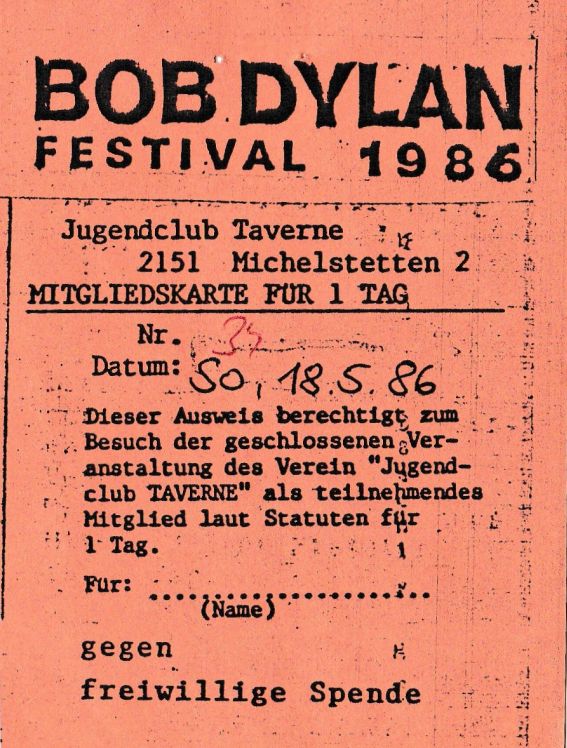 BOB DYLAN
FESTIVAL 1986
Jugendclub Taverne
2151 Michelstetten 2
MITGLIEDSKARTE FÜR 1 TAG
Nr.
Datum: So, 18.5.86
Dieser Ausweis berechtigt zum
Besuch der geschlossenen Ver-
anstaltung des Verein "Jugend-
club TAVERNE" als teilnehmendes
Mitglied laut Statuten für
1 Tag.
Für: ........................
(Name)
gegen
freiwillige Spende